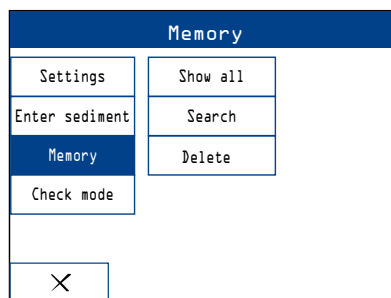 Memory
Settings
Show all
Enter sediment
Search
Memory
Delete
Check mode